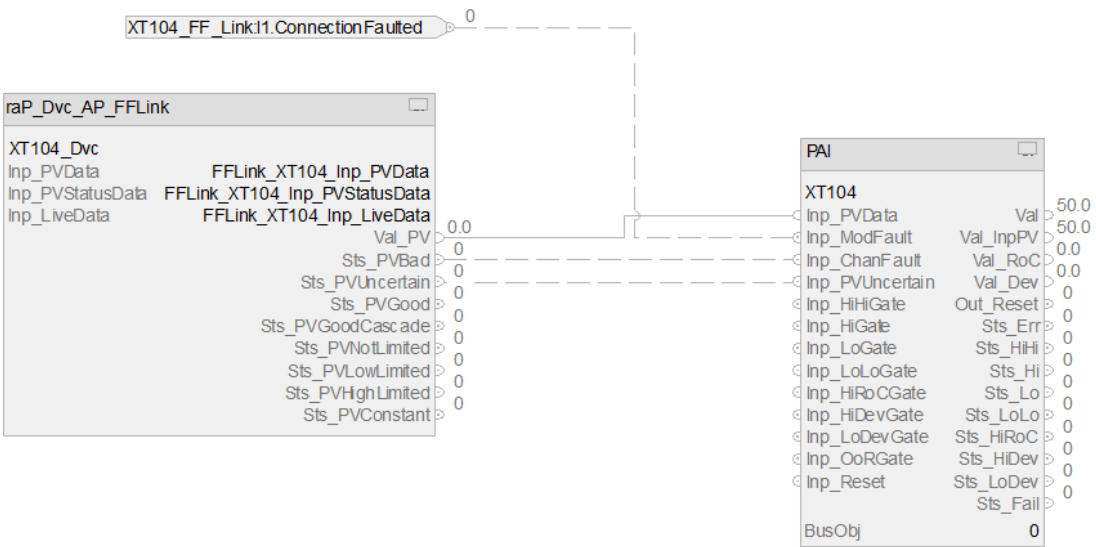 XT104_FF_Link:I1.ConnectionFaulted 0
raP_Dvc_AP_FFLink
XT104_Dvc
Inp_PVData FFLink_XT104_Inp_PVData
Inp_PVStatusData FFLink_XT104_Inp_PVStatusData
Inp_LiveData FFLink_XT104_Inp_LiveData
Val_PV 0.0
Sts_PVBad 0
Sts_PVUncertain 0
Sts_PVGood 0
Sts_PVGoodCascade 0
Sts_PVNotLimited 0
Sts_PVLowLimited 0
Sts_PVHighLimited 0
Sts_PVConstant 0
PAI
XT104
Inp_PVData Val 50.0
Inp_ModFault Val_InpPV 50.0
Inp_ChanFault Val_RoC 0.0
Inp_PVUncertain Val_Dev 0.0
Inp_HiHiGate Out_Reset 0
Inp_HiGate Sts_Err 0
Inp_LoGate Sts_HiHi 0
Inp_LoLoGate Sts_Hi 0
Inp_HiRoCGate Sts_Lo 0
Inp_HiDevGate Sts_LoLo 0
Inp_LoDevGate Sts_HiRoC 0
Inp_OoRGate Sts_HiDev 0
Inp_Reset Sts_LoDev 0
Sts_Fail 0
BusObj 0